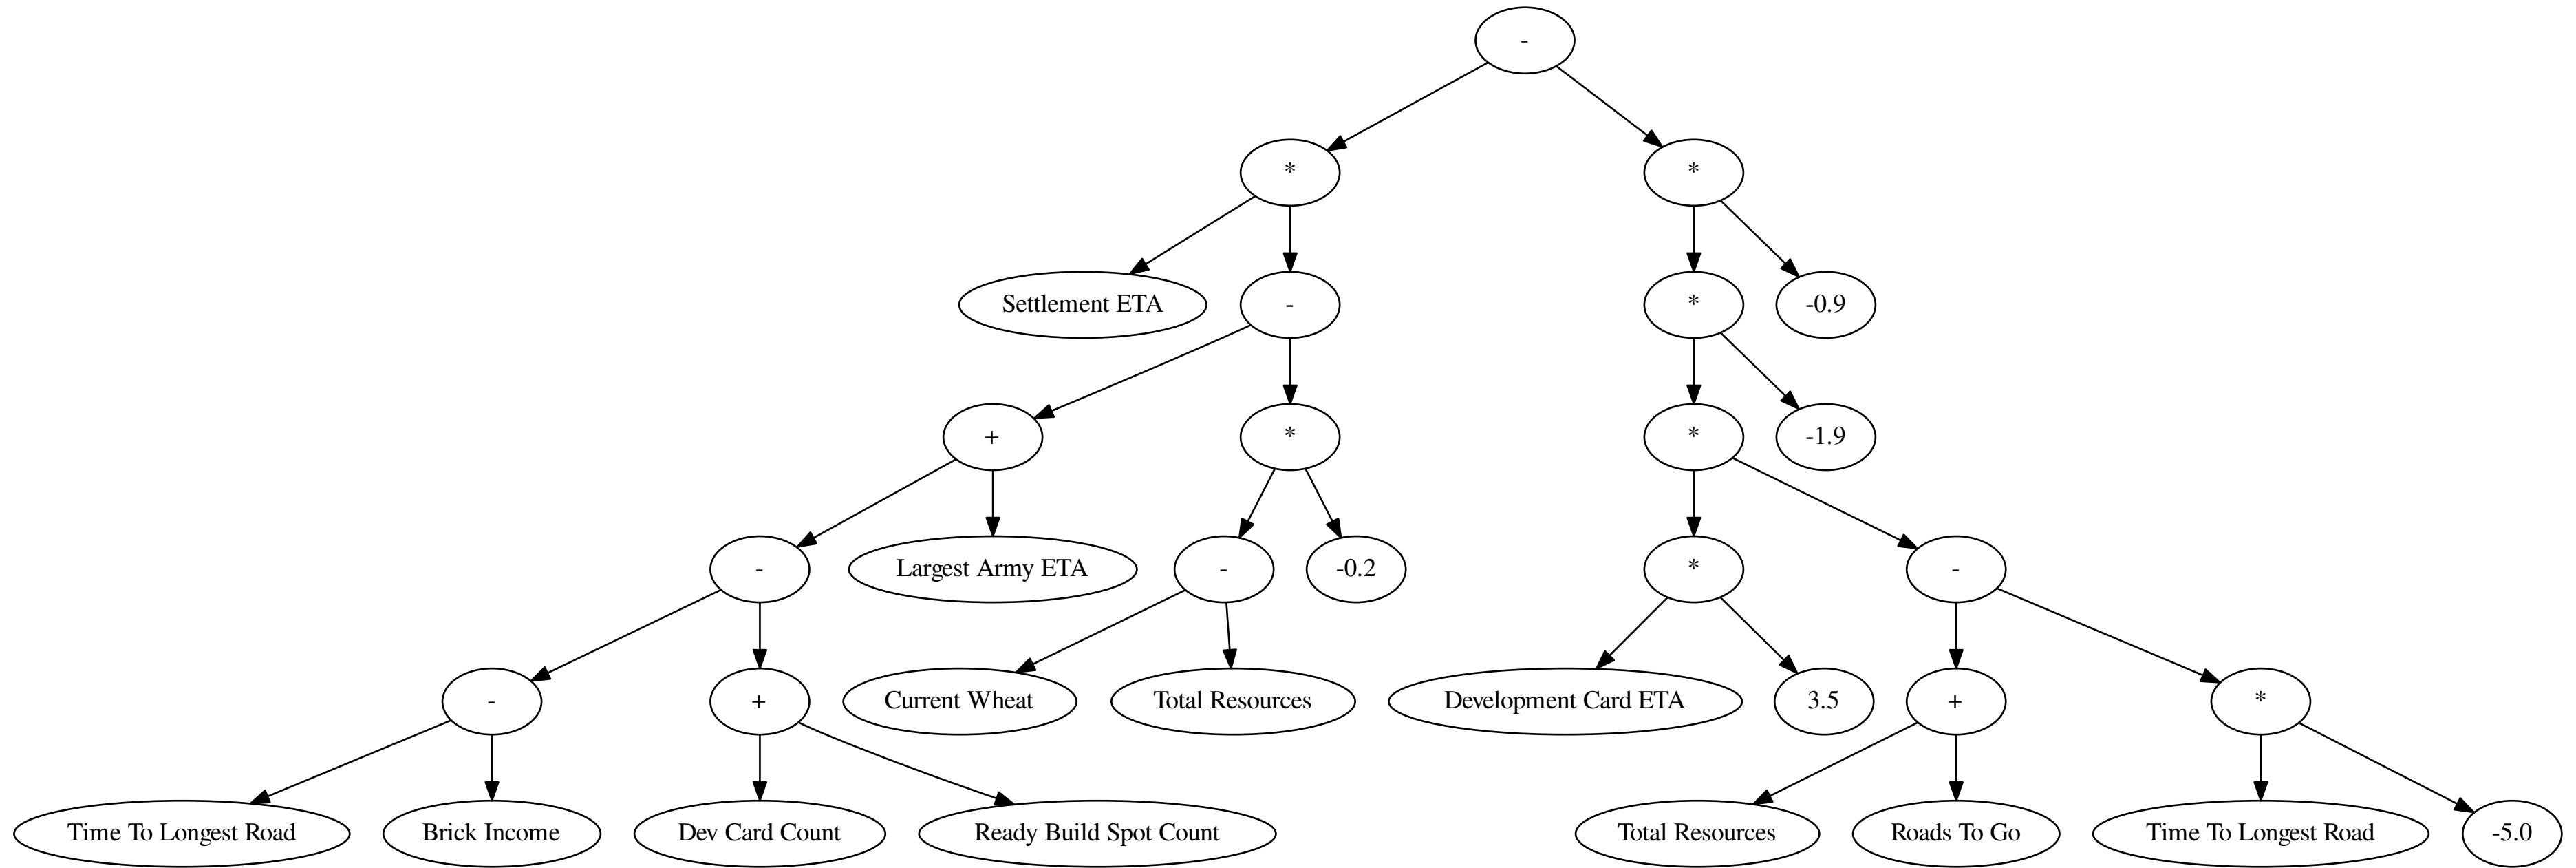 -
*
*
Settlement ETA
-
*
-0.9
+
*
*
-1.9
-
Largest Army ETA
-
-0.2
*
-
-
+
Current Wheat
Total Resources
Development Card ETA
3.5
+
*
Time To Longest Road
Brick Income
Dev Card Count
Ready Build Spot Count
Total Resources
Roads To Go
Time To Longest Road
-5.0